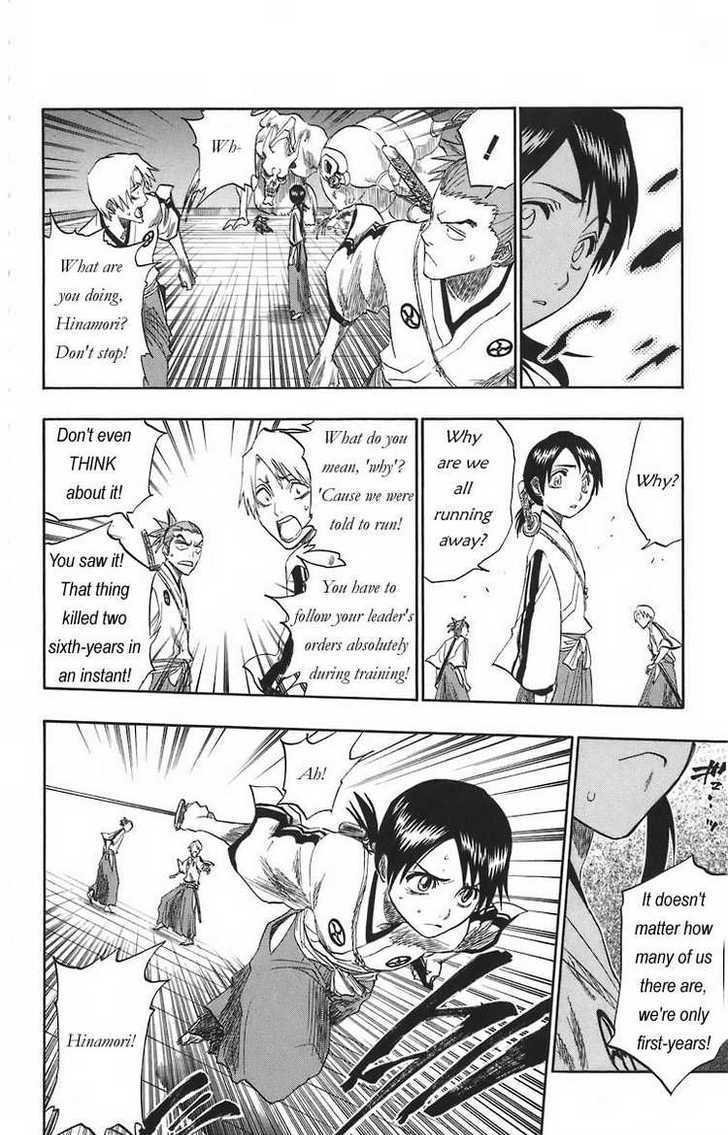 !
Wh-
What are
you doing,
Hinamori?
Don't stop!
Why?
Why
are we
all
running
away?
What do you
mean, 'why'?
'Cause we were
told to run!
You have to
follow your leader's
orders absolutely
during training!
Don't even
THINK
about it!
You saw it!
That thing
killed two
sixth-years in
an instant!
It doesn't
matter how
many of us
there are,
we're only
first-years!
Ah!
Hinamori!